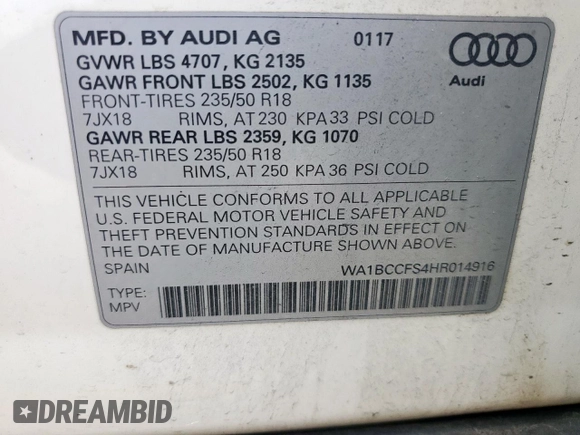 MFD. BY AUDI AG 0117
GVWR LBS 4707, KG 2135
GAWR FRONT LBS 2502, KG 1135
Audi
FRONT-TIRES 235/50 R18
7JX18 RIMS, AT 230 KPA 33 PSI COLD
GAWR REAR LBS 2359, KG 1070
REAR-TIRES 235/50 R18
7JX18 RIMS, AT 250 KPA 36 PSI COLD
THIS VEHICLE CONFORMS TO ALL APPLICABLE
U.S. FEDERAL MOTOR VEHICLE SAFETY AND
THEFT PREVENTION STANDARDS IN EFFECT ON
THE DATE OF MANUFACTURE SHOWN ABOVE.
SPAIN WA1BCCFS4HR014916
TYPE:
MPV
DREAMBID